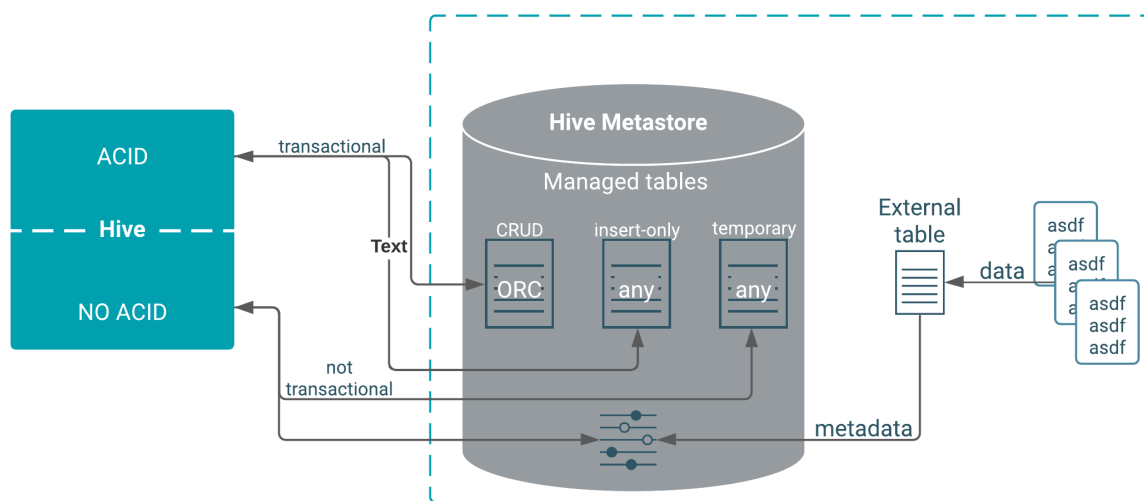 Hive Metastore
Managed tables
ACID
Hive
NO ACID
transactional
Text
not
transactional
CRUD
insert-only
temporary
ORC
any
any
External
table
data
metadata
asdf
a
a
asdf
a
a
asdf
asdf
asdf